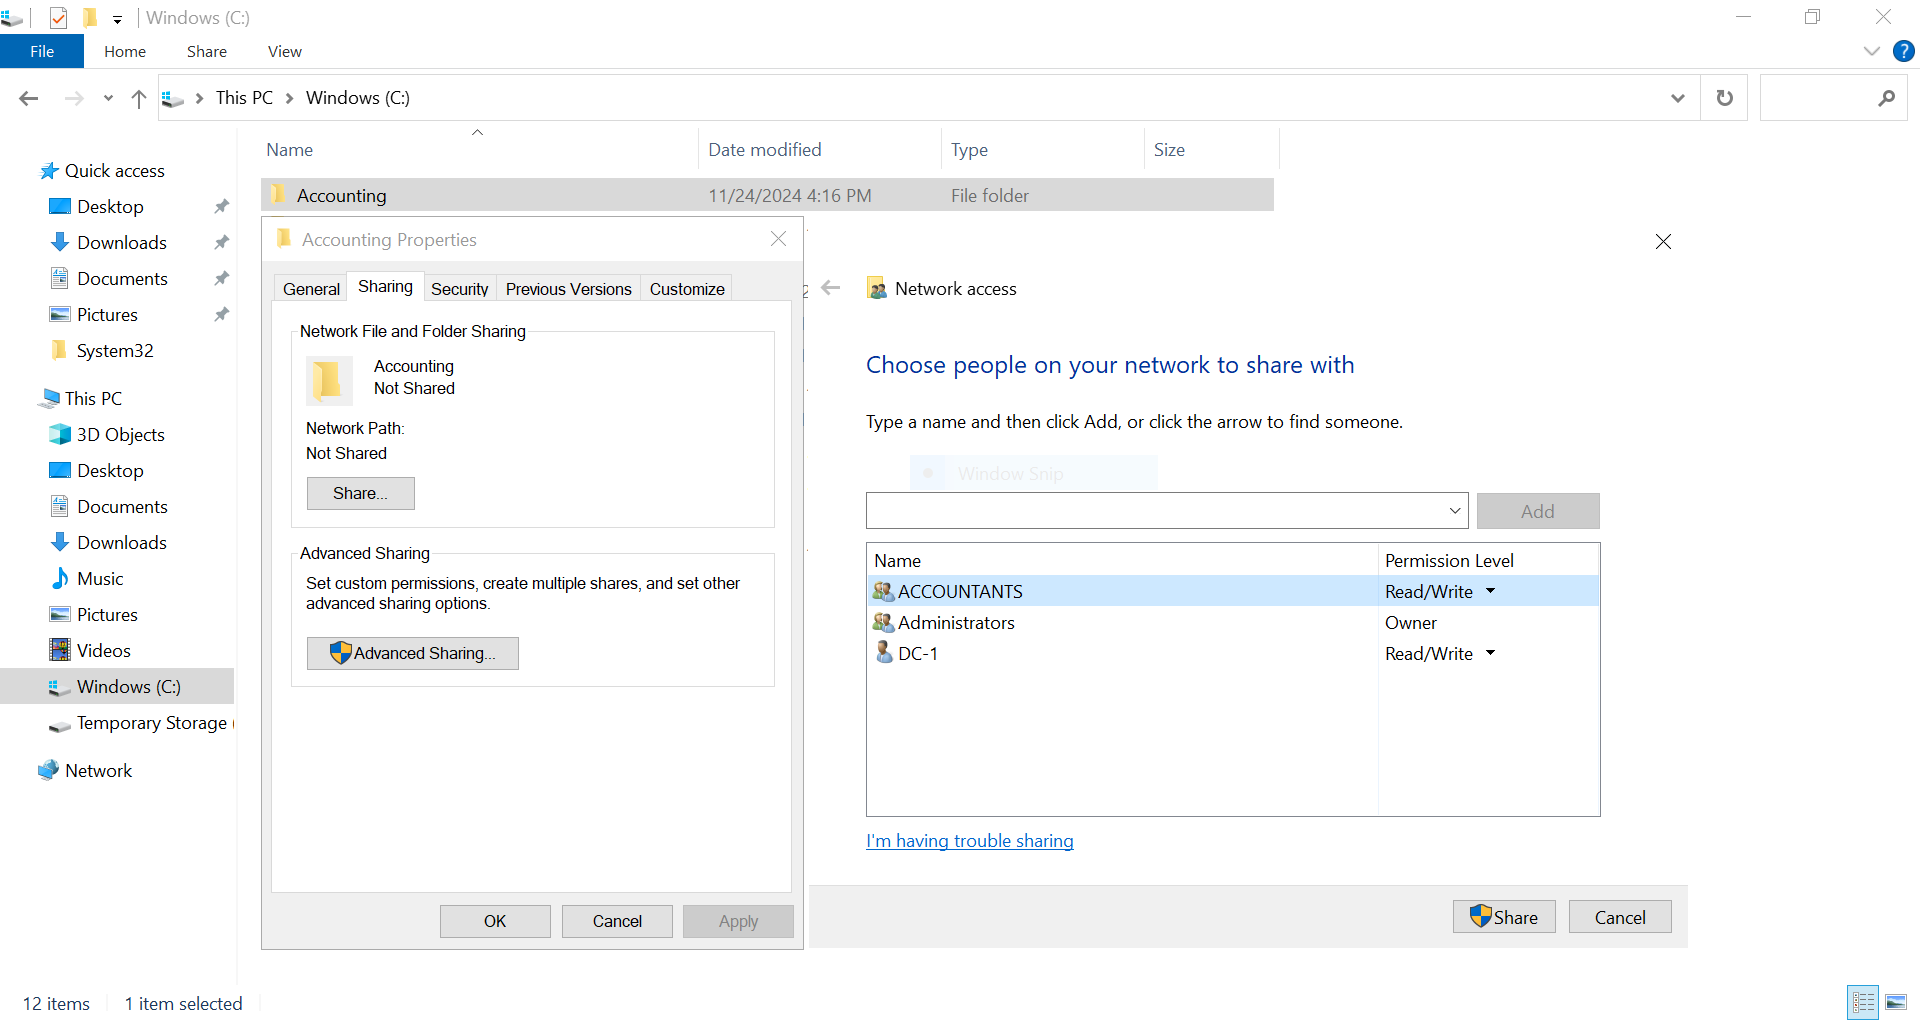 Windows (C:)
File Home Share View
?
This PC Windows (C:)
Name Date modified Type Size
Accounting 11/24/2024 4:16 PM File folder
Quick access
Desktop
Downloads
Documents
Pictures
System32
This PC
3D Objects
Desktop
Documents
Downloads
Music
Pictures
Videos
Windows (C:)
Temporary Storage (
Network
Accounting Properties
General Sharing Security Previous Versions Customize
Network File and Folder Sharing
Accounting
Not Shared
Network Path:
Not Shared
Share...
Advanced Sharing
Set custom permissions, create multiple shares, and set other
advanced sharing options.
Advanced Sharing...
OK Cancel Apply
Network access
Choose people on your network to share with
Type a name and then click Add, or click the arrow to find someone.
Window Snip
Add
Name Permission Level
ACCOUNTANTS Read/Write
Administrators Owner
DC-1 Read/Write
I'm having trouble sharing
Share Cancel
12 items 1 item selected